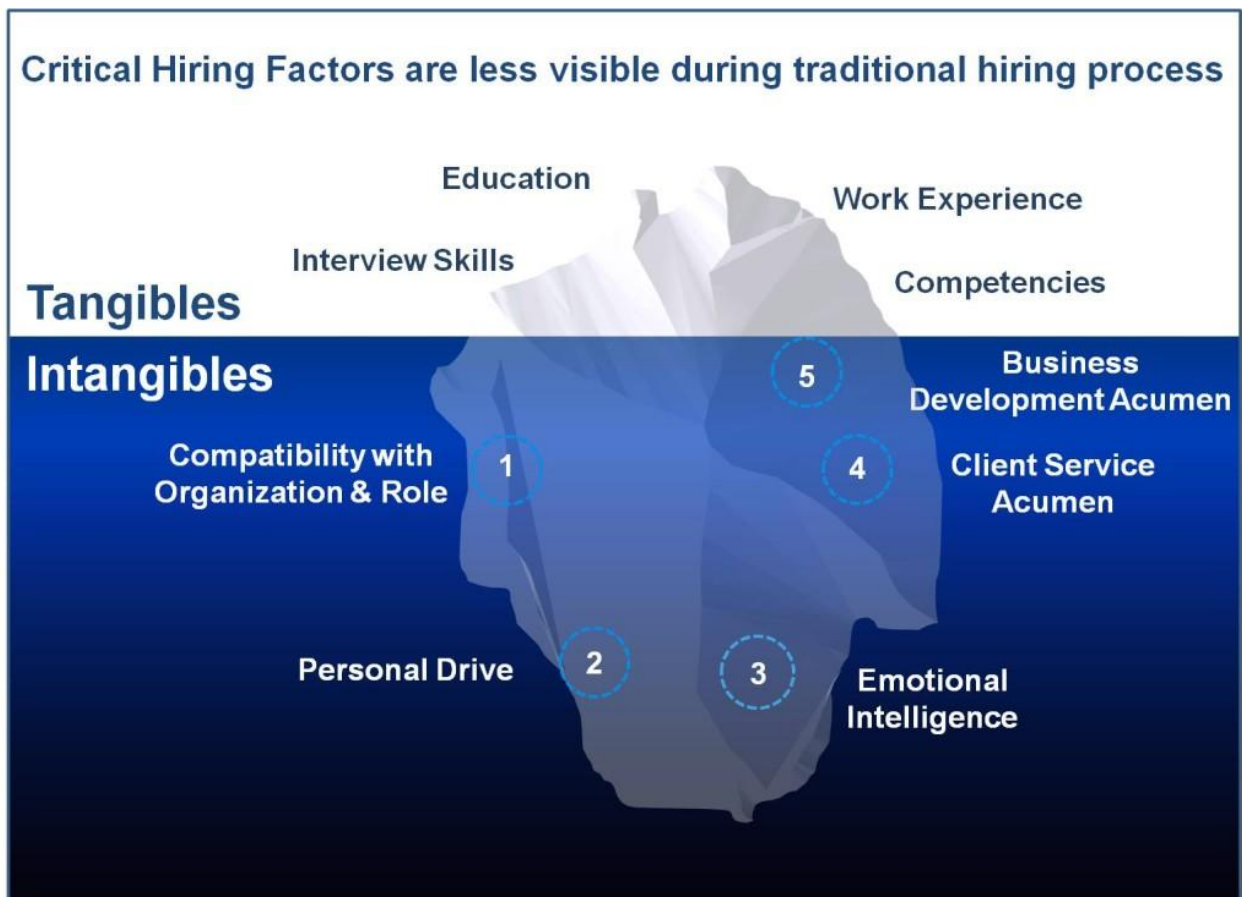 Critical Hiring Factors are less visible during traditional hiring process
Education
Work Experience
Interview Skills
Competencies
Tangibles
Intangibles
5
Business
Development Acumen
Compatibility with
Organization & Role
1
4
Client Service
Acumen
Personal Drive
2
3
Emotional
Intelligence